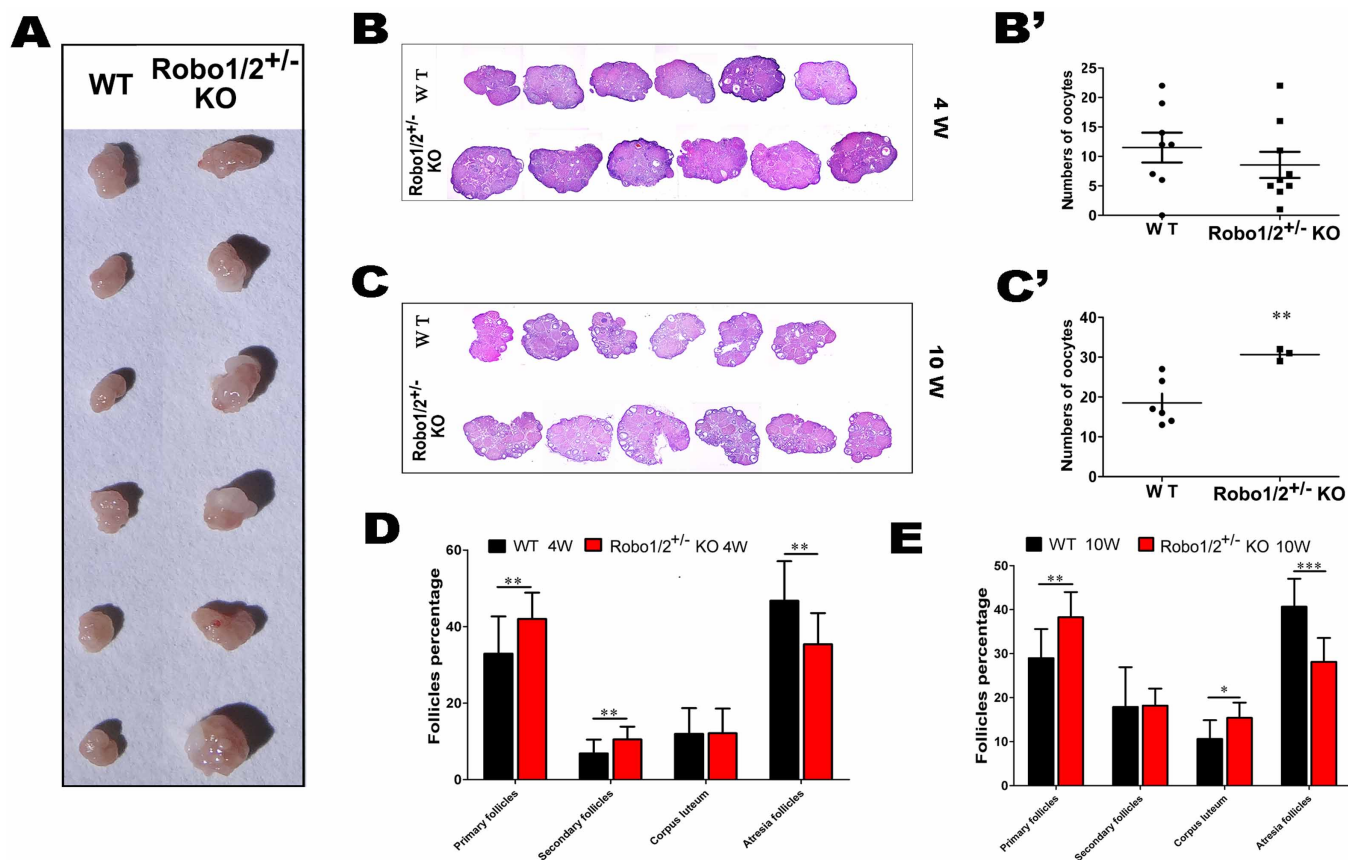 A
WT
Robo1/2+/-
KO
B
WT
Robo1/2+/-
KO
4 W
B'
Numbers of oocytes
25
20
15
10
5
0
WT
Robo1/2+/- KO
C
WT
Robo1/2+/-
KO
10 W
C'
**
Numbers of oocytes
40
30
20
10
0
WT
Robo1/2+/- KO
D
WT 4W
Robo1/2+/- KO 4W
Follicles percentage
60
40
20
0
**
**
**
Primary follicles
Secondary follicles
Corpus luteum
Atresia follicles
E
WT 10W
Robo1/2+/- KO 10W
Follicles percentage
50
40
30
20
10
0
**
*
***
Primary follicles
Secondary follicles
Corpus luteum
Atresia follicles